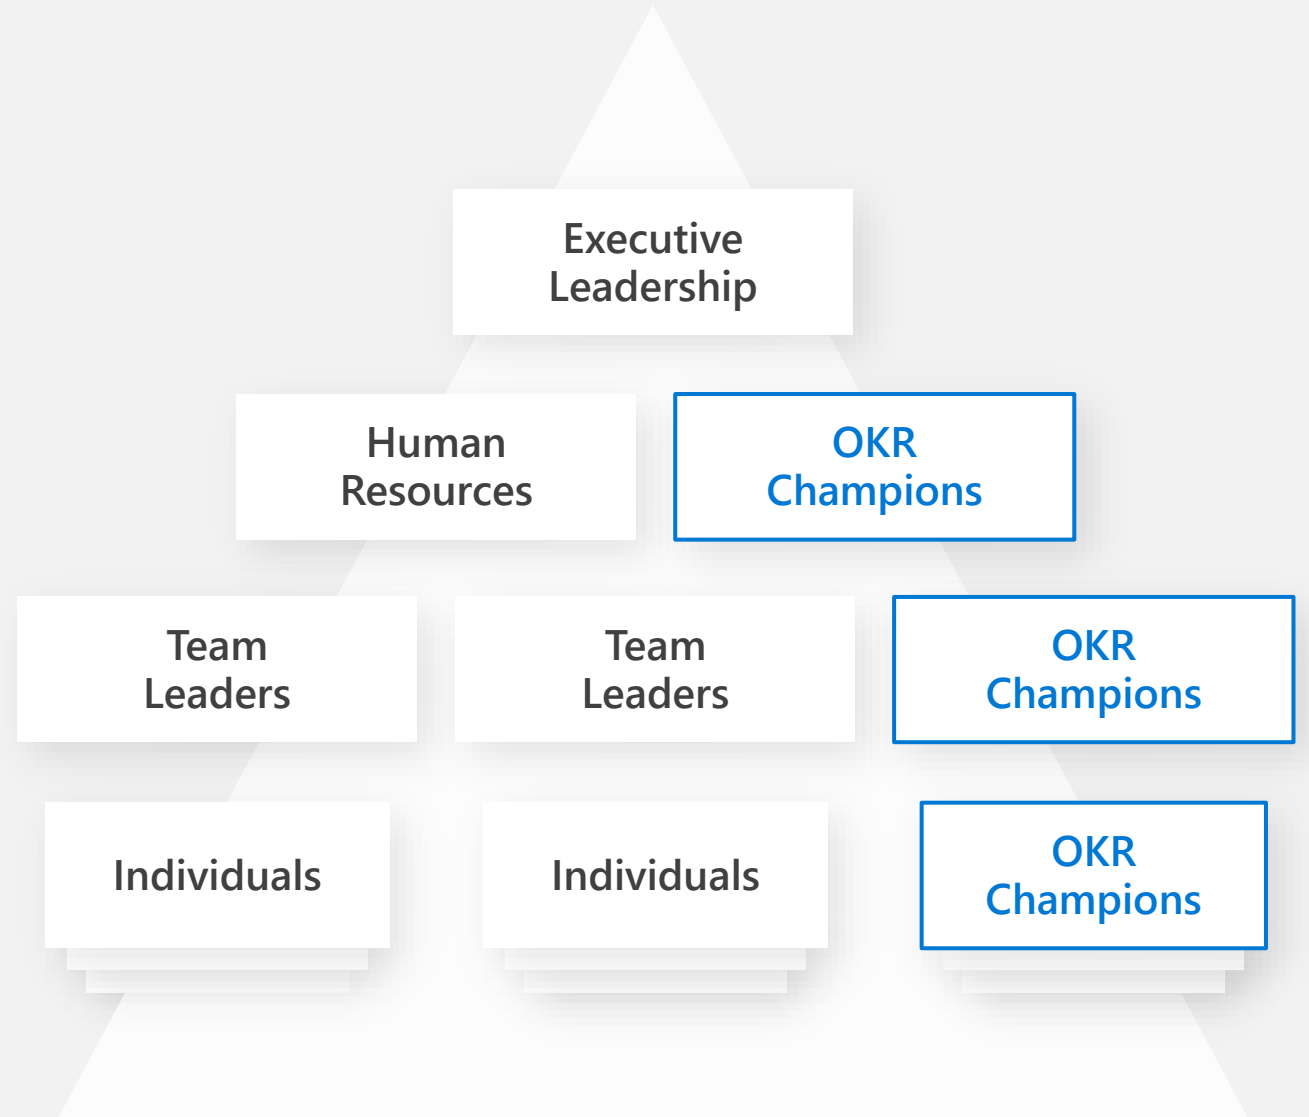 Executive
Leadership
Human
Resources
OKR
Champions
Team
Leaders
Team
Leaders
OKR
Champions
Individuals
Individuals
OKR
Champions